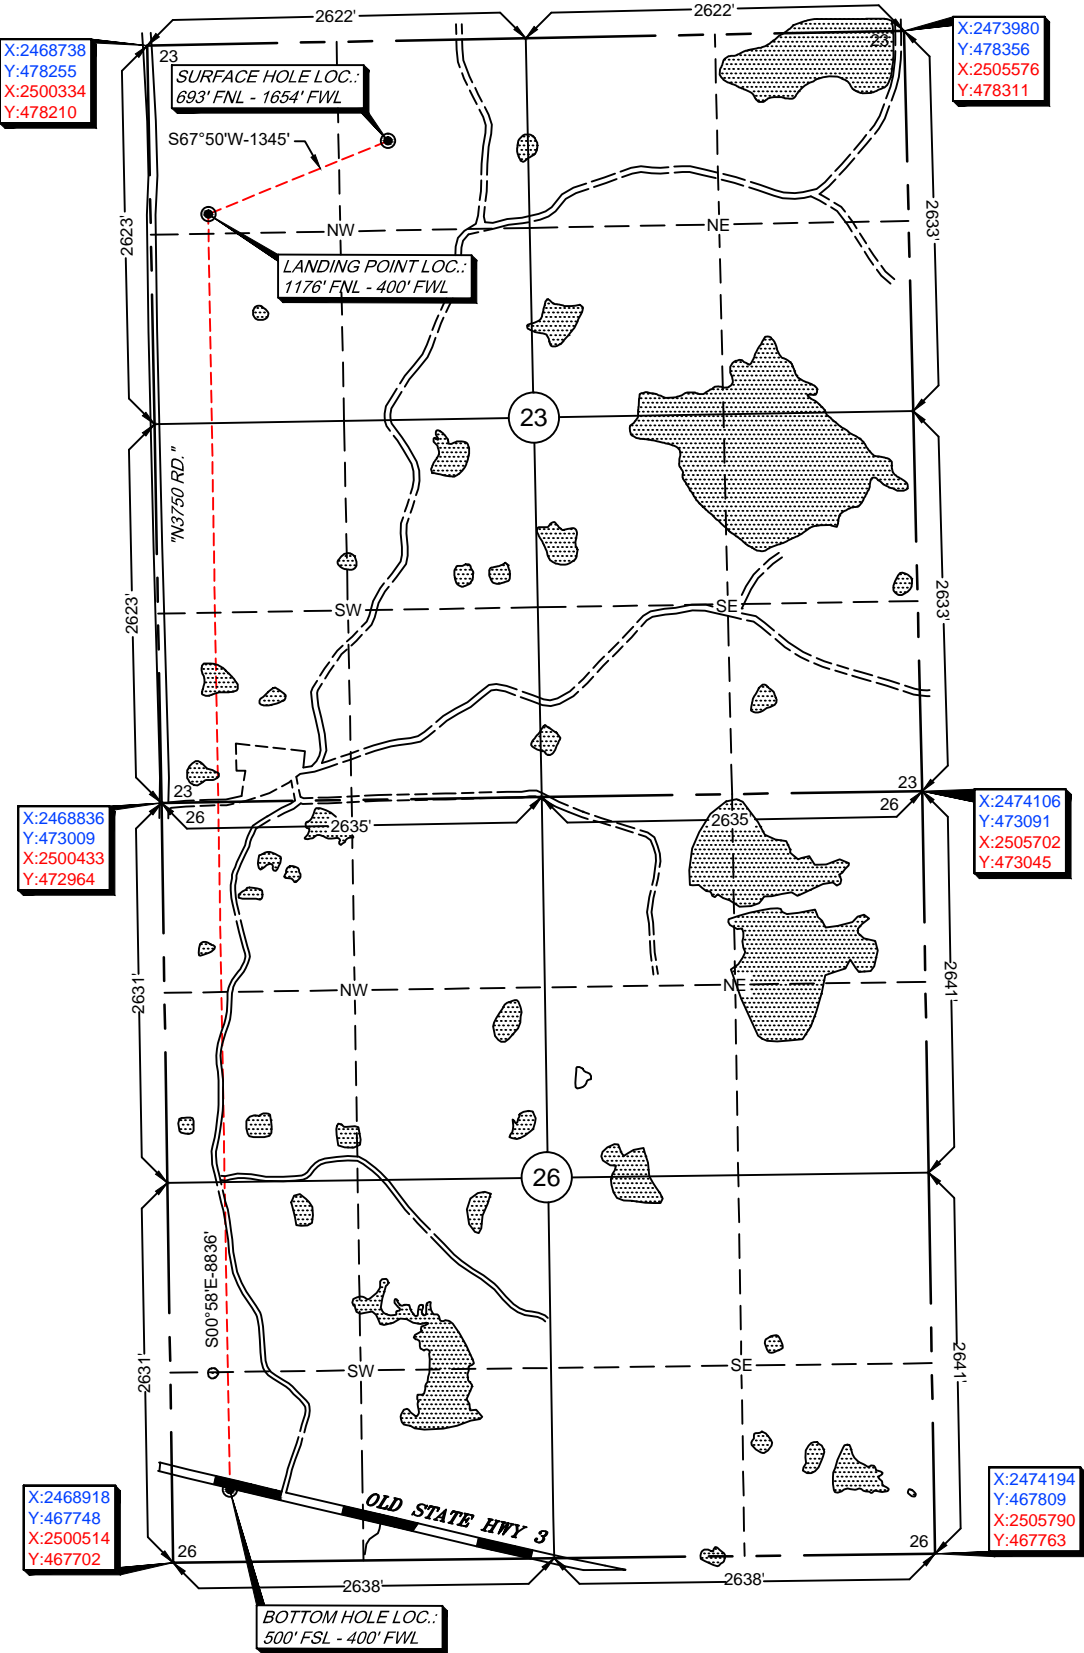 2622'
2622'
X:2468738
Y:478255
X:2500334
Y:478210
23
SURFACE HOLE LOC.:
693' FNL - 1654' FWL
23
X:2473980
Y:478356
X:2505576
Y:478311
S67°50'W-1345'
2623'
NW
NE
2633'
LANDING POINT LOC.:
1176' FNL - 400' FWL
23
"N3750 RD."
2623'
SW
SE
2633'
23
26
2635'
2635'
23
26
X:2468836
Y:473009
X:2500433
Y:472964
X:2474106
Y:473091
X:2505702
Y:473045
2631'
NW
NE
2641'
26
S00°58'E-8836'
2631'
SW
SE
2641'
OLD STATE HWY 3
X:2468918
Y:467748
X:2500514
Y:467702
26
26
X:2474194
Y:467809
X:2505790
Y:467763
2638'
2638'
BOTTOM HOLE LOC.:
500' FSL - 400' FWL